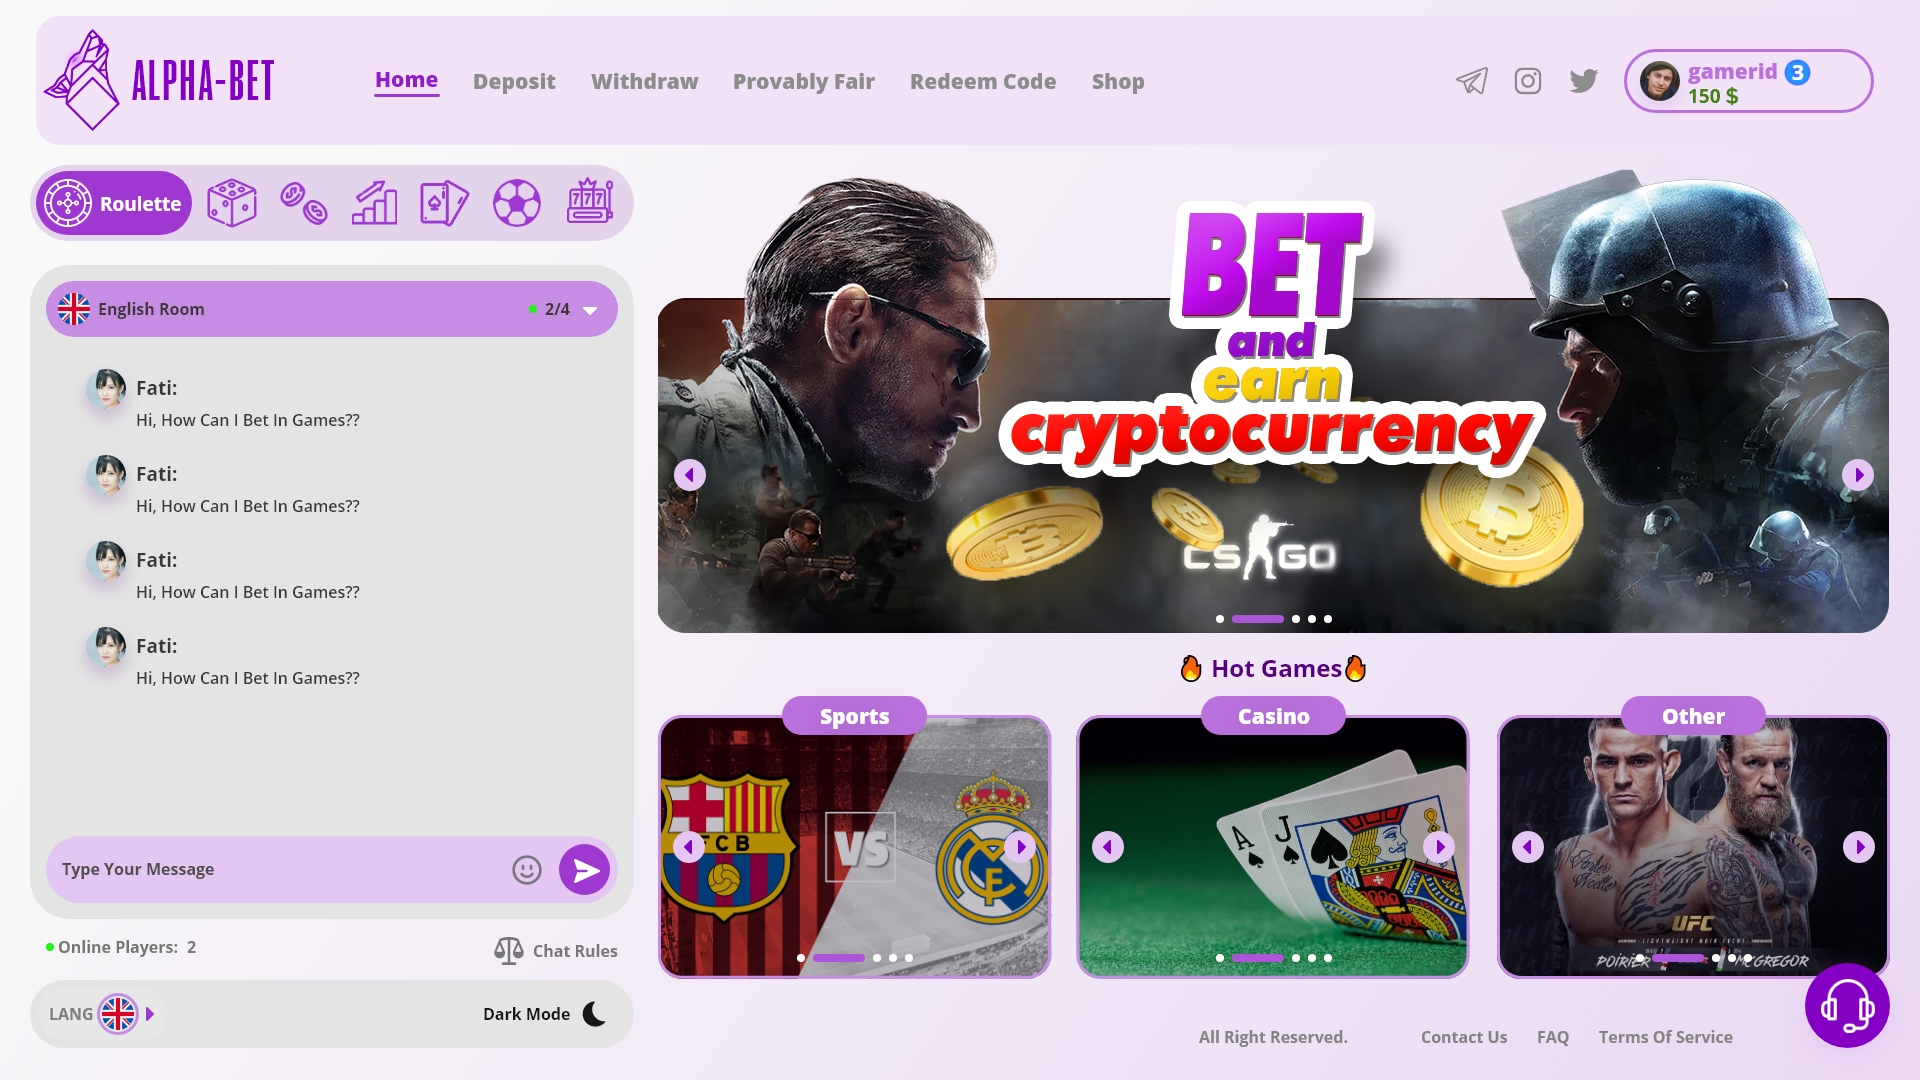 ALPHA-BET
Home
Deposit
Withdraw
Provably Fair
Redeem Code
Shop
gamerid 3
150 $
Roulette
777
English Room
2/4
Fati:
Hi, How Can I Bet In Games??
Fati:
Hi, How Can I Bet In Games??
Fati:
Hi, How Can I Bet In Games??
Fati:
Hi, How Can I Bet In Games??
Type Your Message
Online Players: 2
Chat Rules
LANG
Dark Mode
BET
and
earn
cryptocurrency
CS GO
Hot Games
Sports
FCB
VS
Casino
A
J
Other
UFC
LIGHTWEIGHT MAIN EVENT
POIRIER
MCGREGOR
All Right Reserved.
Contact Us
FAQ
Terms Of Service